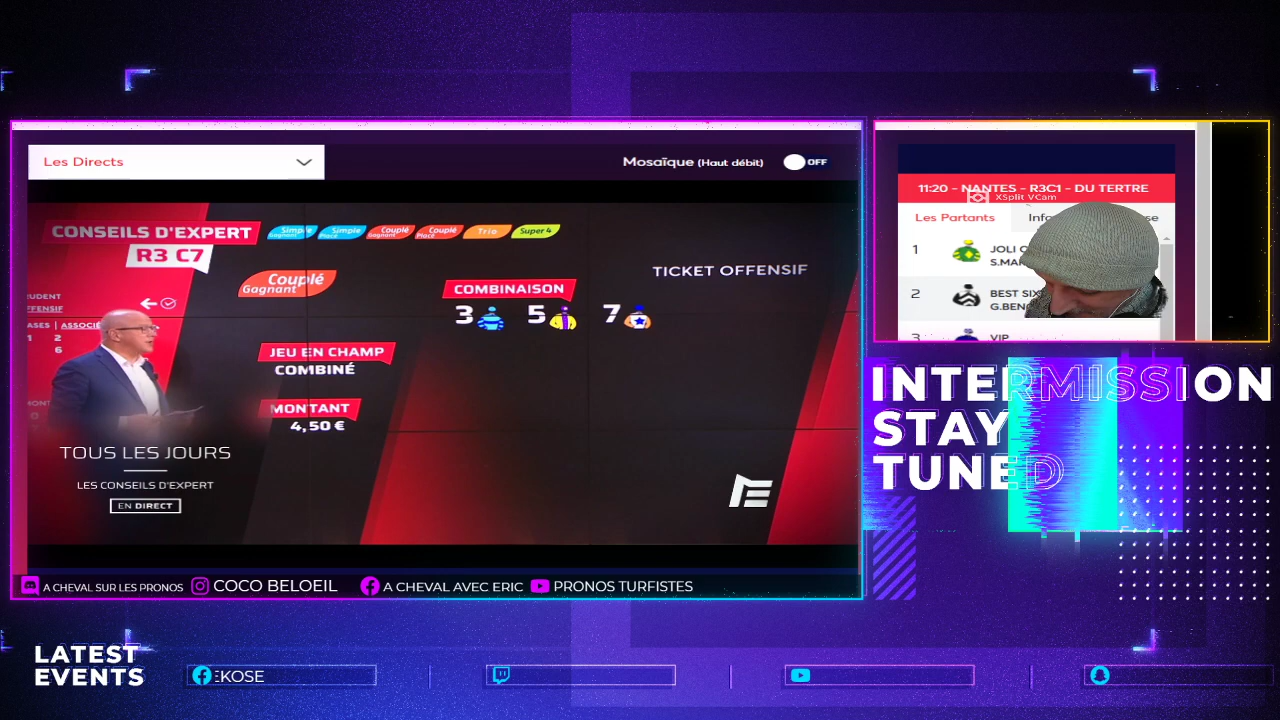 Les Directs
Mosaïque (Haut débit)
OFF
CONSEILS D'EXPERT
R3 C7
Simple Gagnant
Simple Placé
Couplé Gagnant
Couplé Placé
Trio
Super 4
Couplé
Gagnant
COMBINAISON
3 5 7
TICKET OFFENSIF
JEU EN CHAMP
COMBINÉ
MONTANT
4,50 €
TOUS LES JOURS
LES CONSEILS D'EXPERT
EN DIRECT
A CHEVAL SUR LES PRONOS
COCO BELOEIL
A CHEVAL AVEC ERIC
PRONOS TURFISTES
11:20 - NANTES - R3C1 - DU TERTRE
XSplit VCam
Les Partants
1
JOLI
2
BEST SIX
3
VIP
INTERMISSION
STAY
TUNED
LATEST
EVENTS
EKOSE